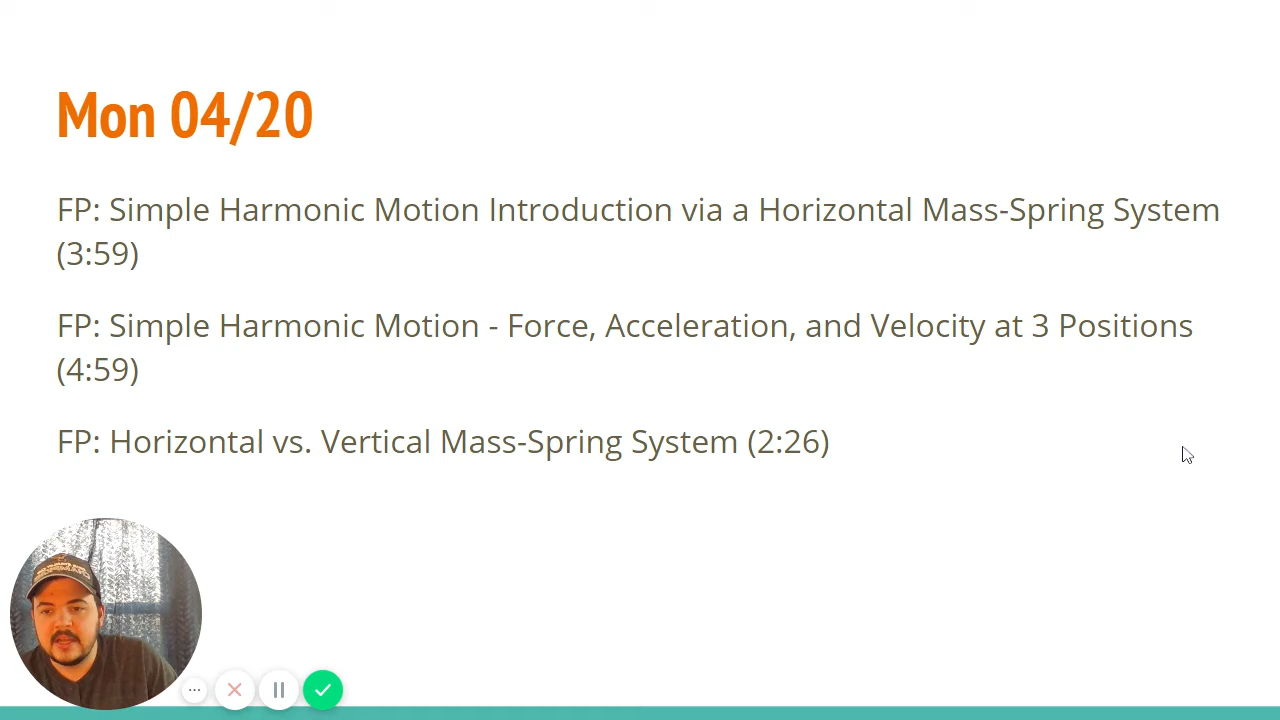 Mon 04/20
FP: Simple Harmonic Motion Introduction via a Horizontal Mass-Spring System
(3:59)
FP: Simple Harmonic Motion - Force, Acceleration, and Velocity at 3 Positions
(4:59)
FP: Horizontal vs. Vertical Mass-Spring System (2:26)